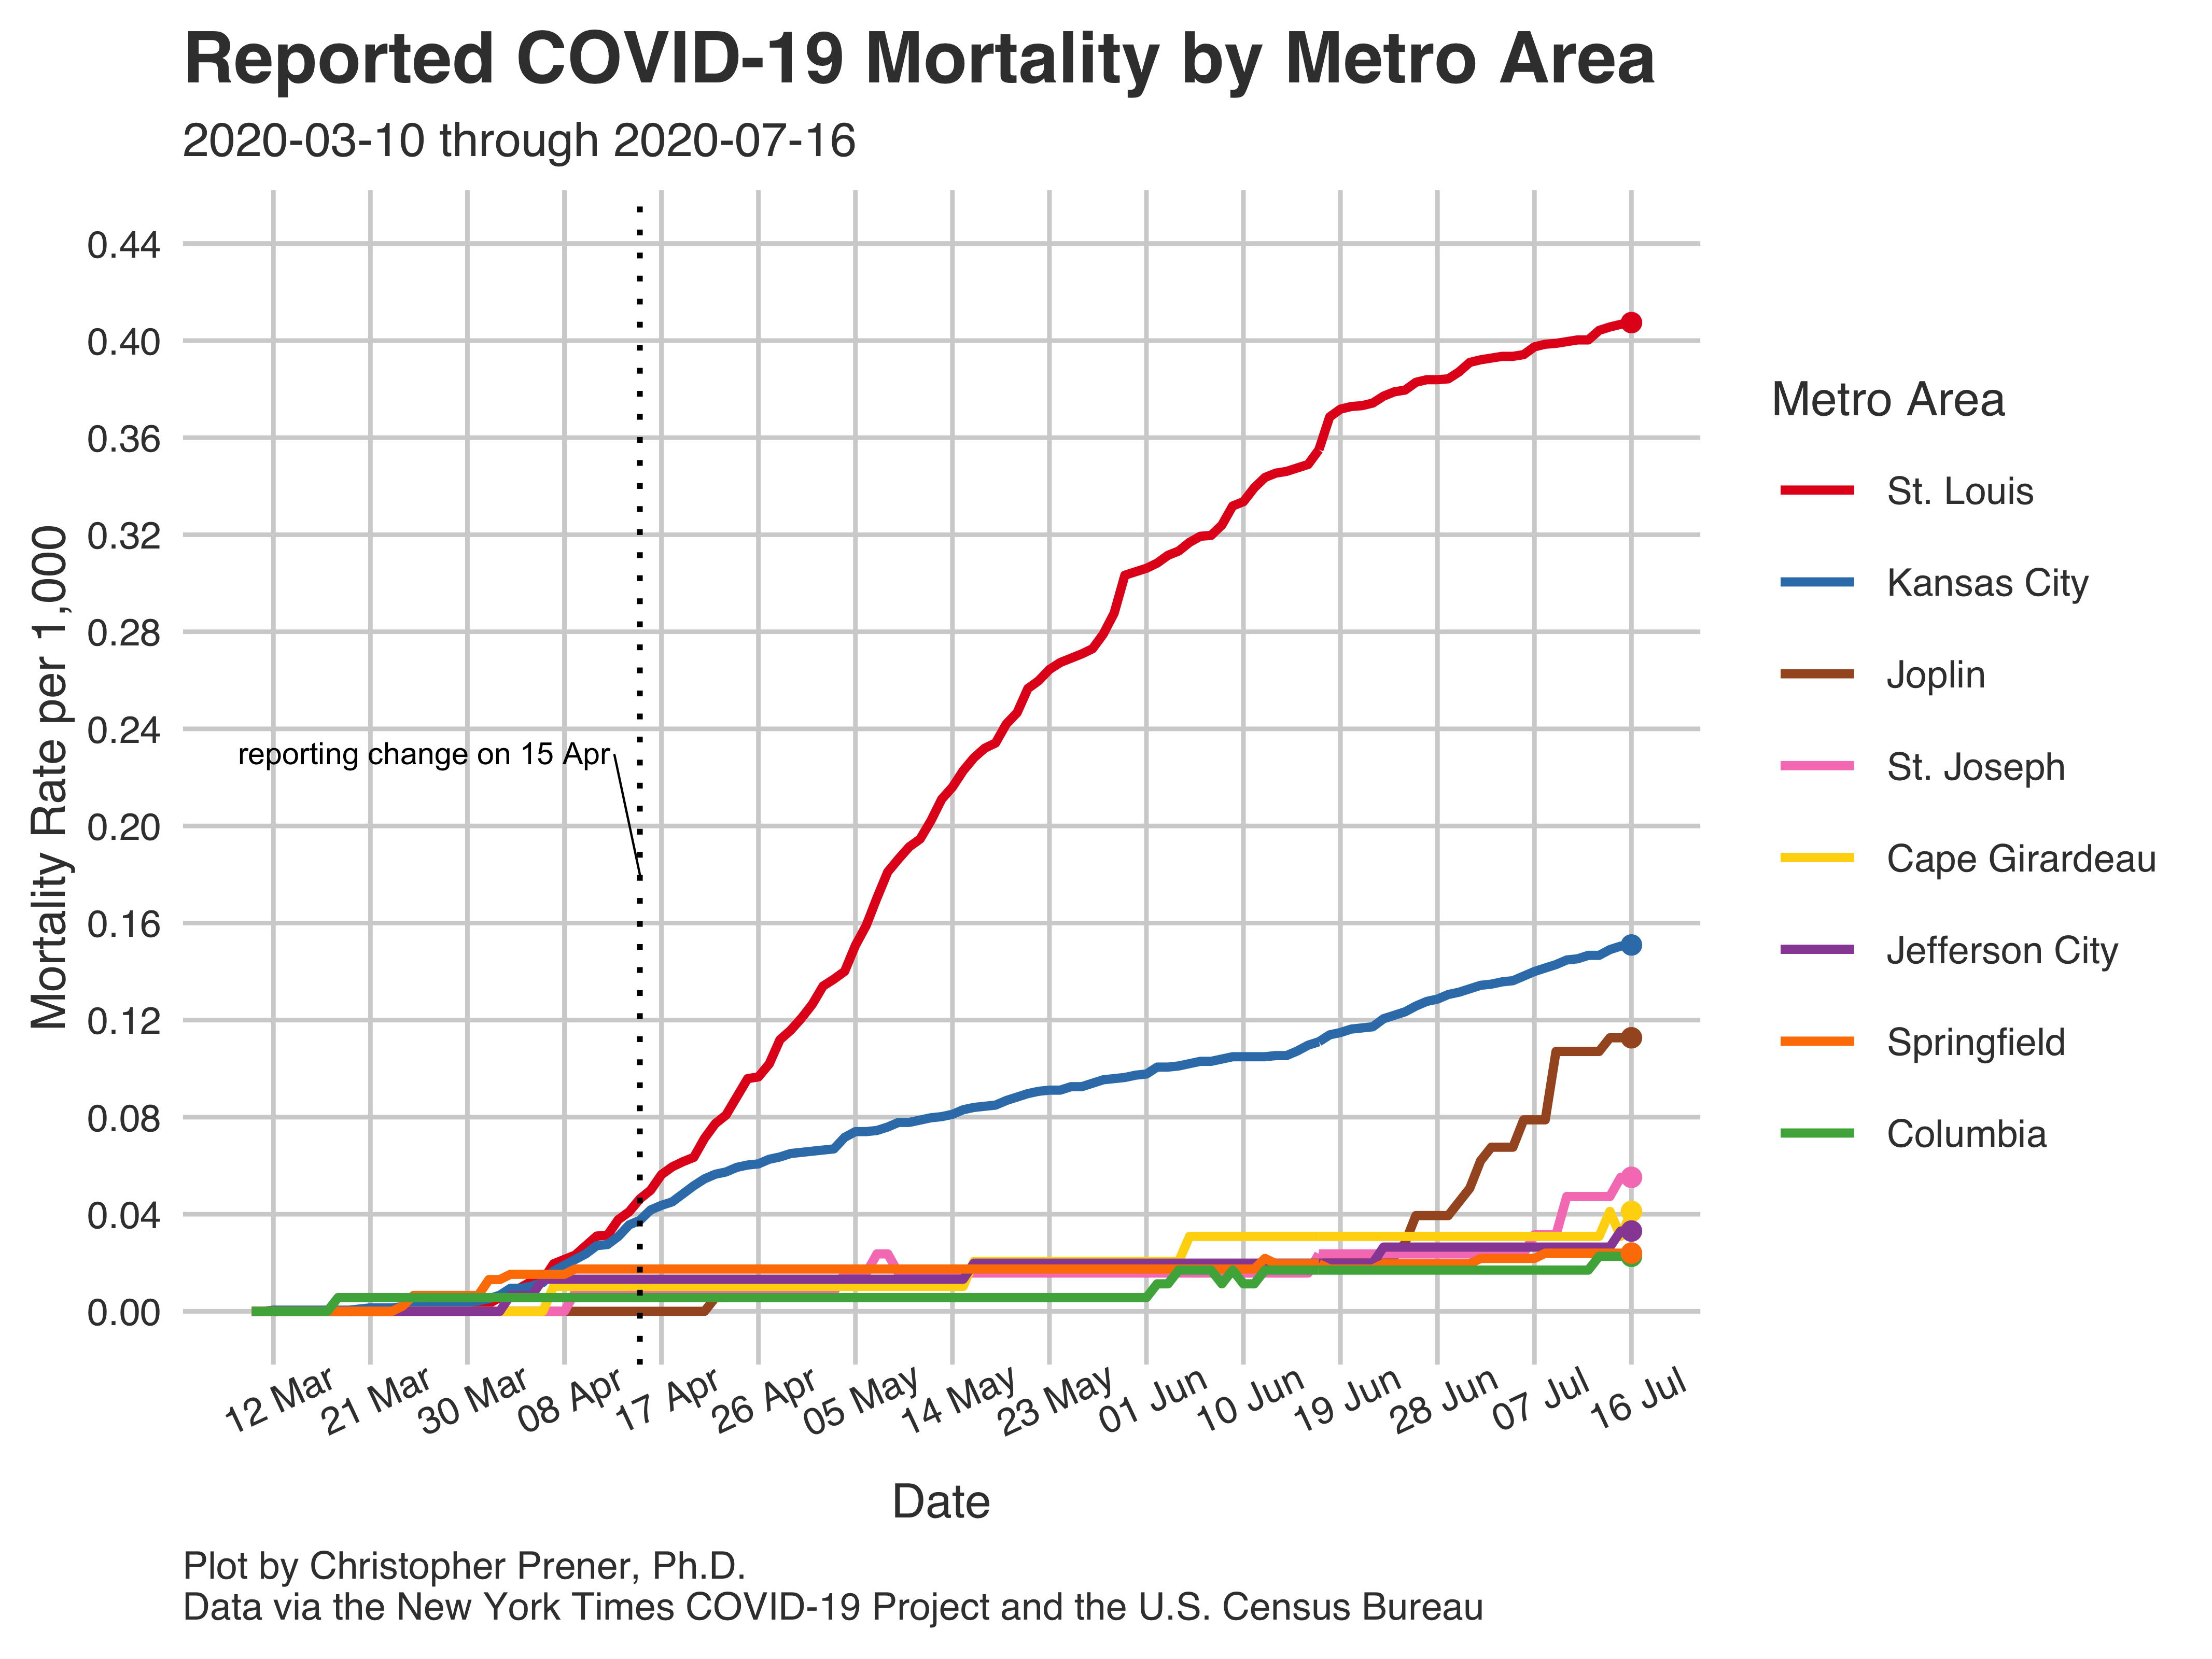 Reported COVID-19 Mortality by Metro Area
2020-03-10 through 2020-07-16
Mortality Rate per 1,000
0.44
0.40
0.36
0.32
0.28
0.24
0.20
0.16
0.12
0.08
0.04
0.00
reporting change on 15 Apr
12 Mar
21 Mar
30 Mar
08 Apr
17 Apr
26 Apr
05 May
14 May
23 May
01 Jun
10 Jun
19 Jun
28 Jun
07 Jul
16 Jul
Date
Metro Area
St. Louis
Kansas City
Joplin
St. Joseph
Cape Girardeau
Jefferson City
Springfield
Columbia
Plot by Christopher Prener, Ph.D.
Data via the New York Times COVID-19 Project and the U.S. Census Bureau